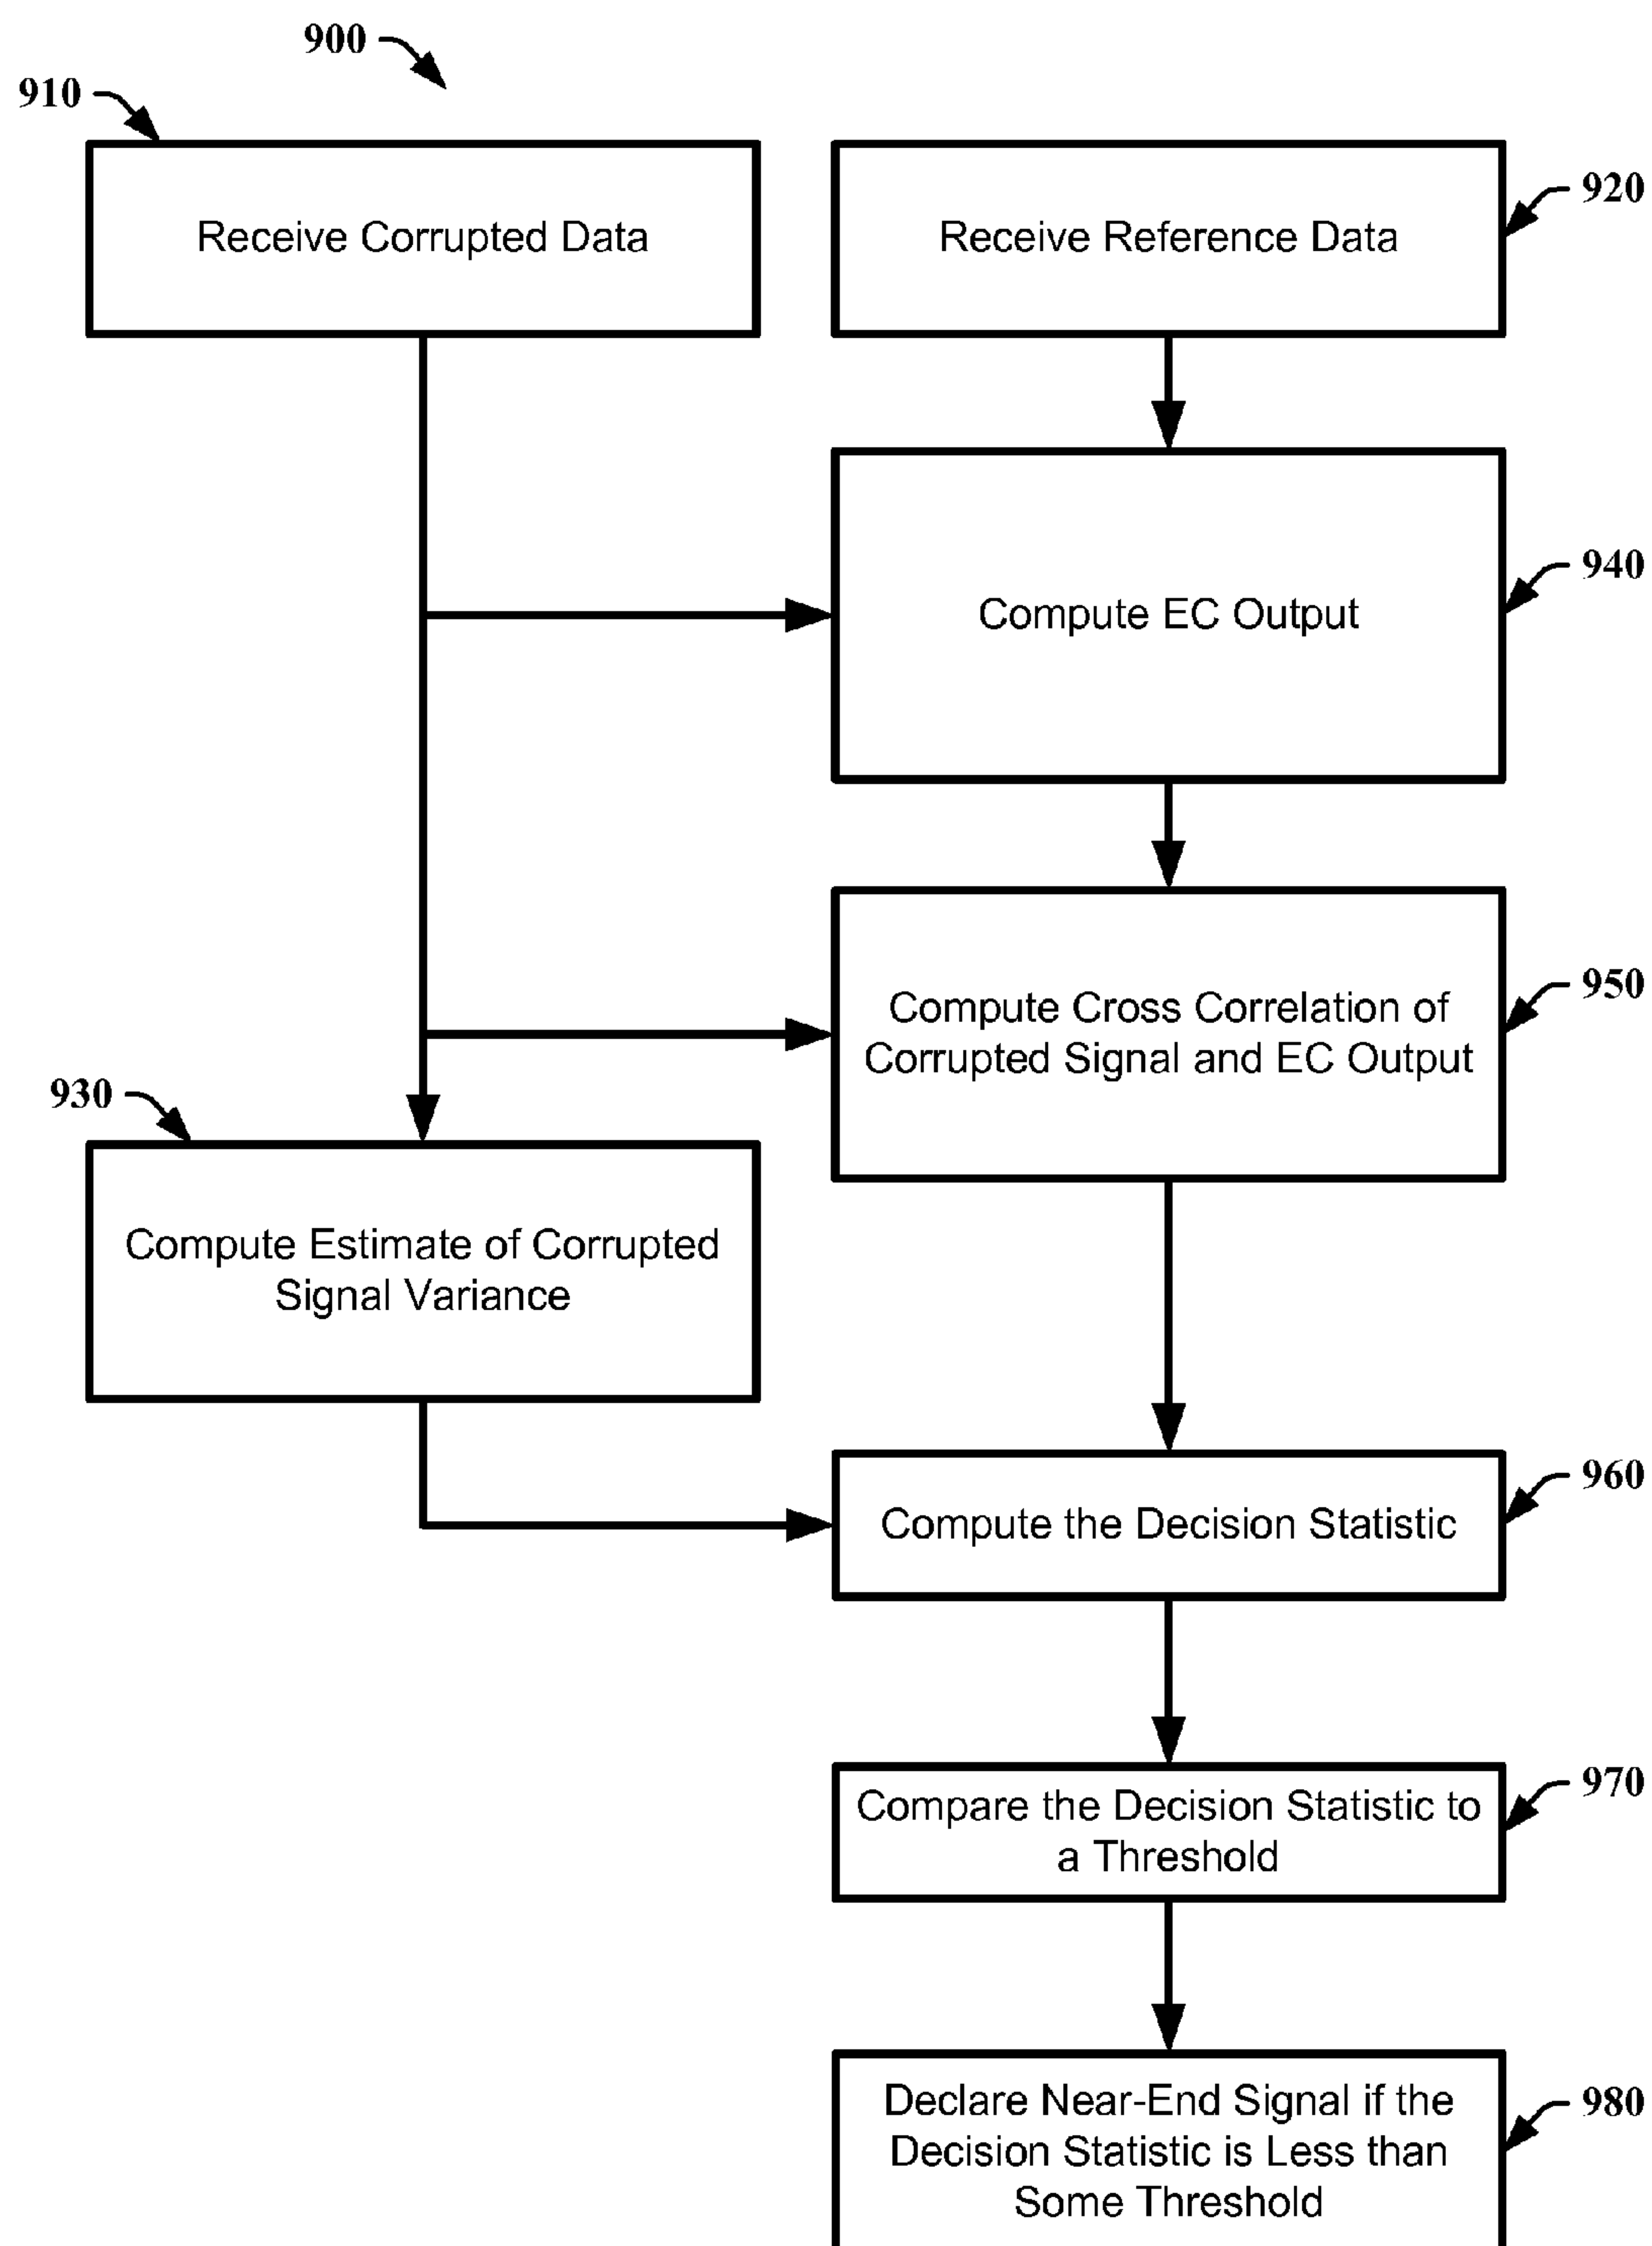 900
910
Receive Corrupted Data
Receive Reference Data
920
Compute EC Output
940
Compute Cross Correlation of
Corrupted Signal and EC Output
950
930
Compute Estimate of Corrupted
Signal Variance
Compute the Decision Statistic
960
Compare the Decision Statistic to
a Threshold
970
Declare Near-End Signal if the
Decision Statistic is Less than
Some Threshold
980